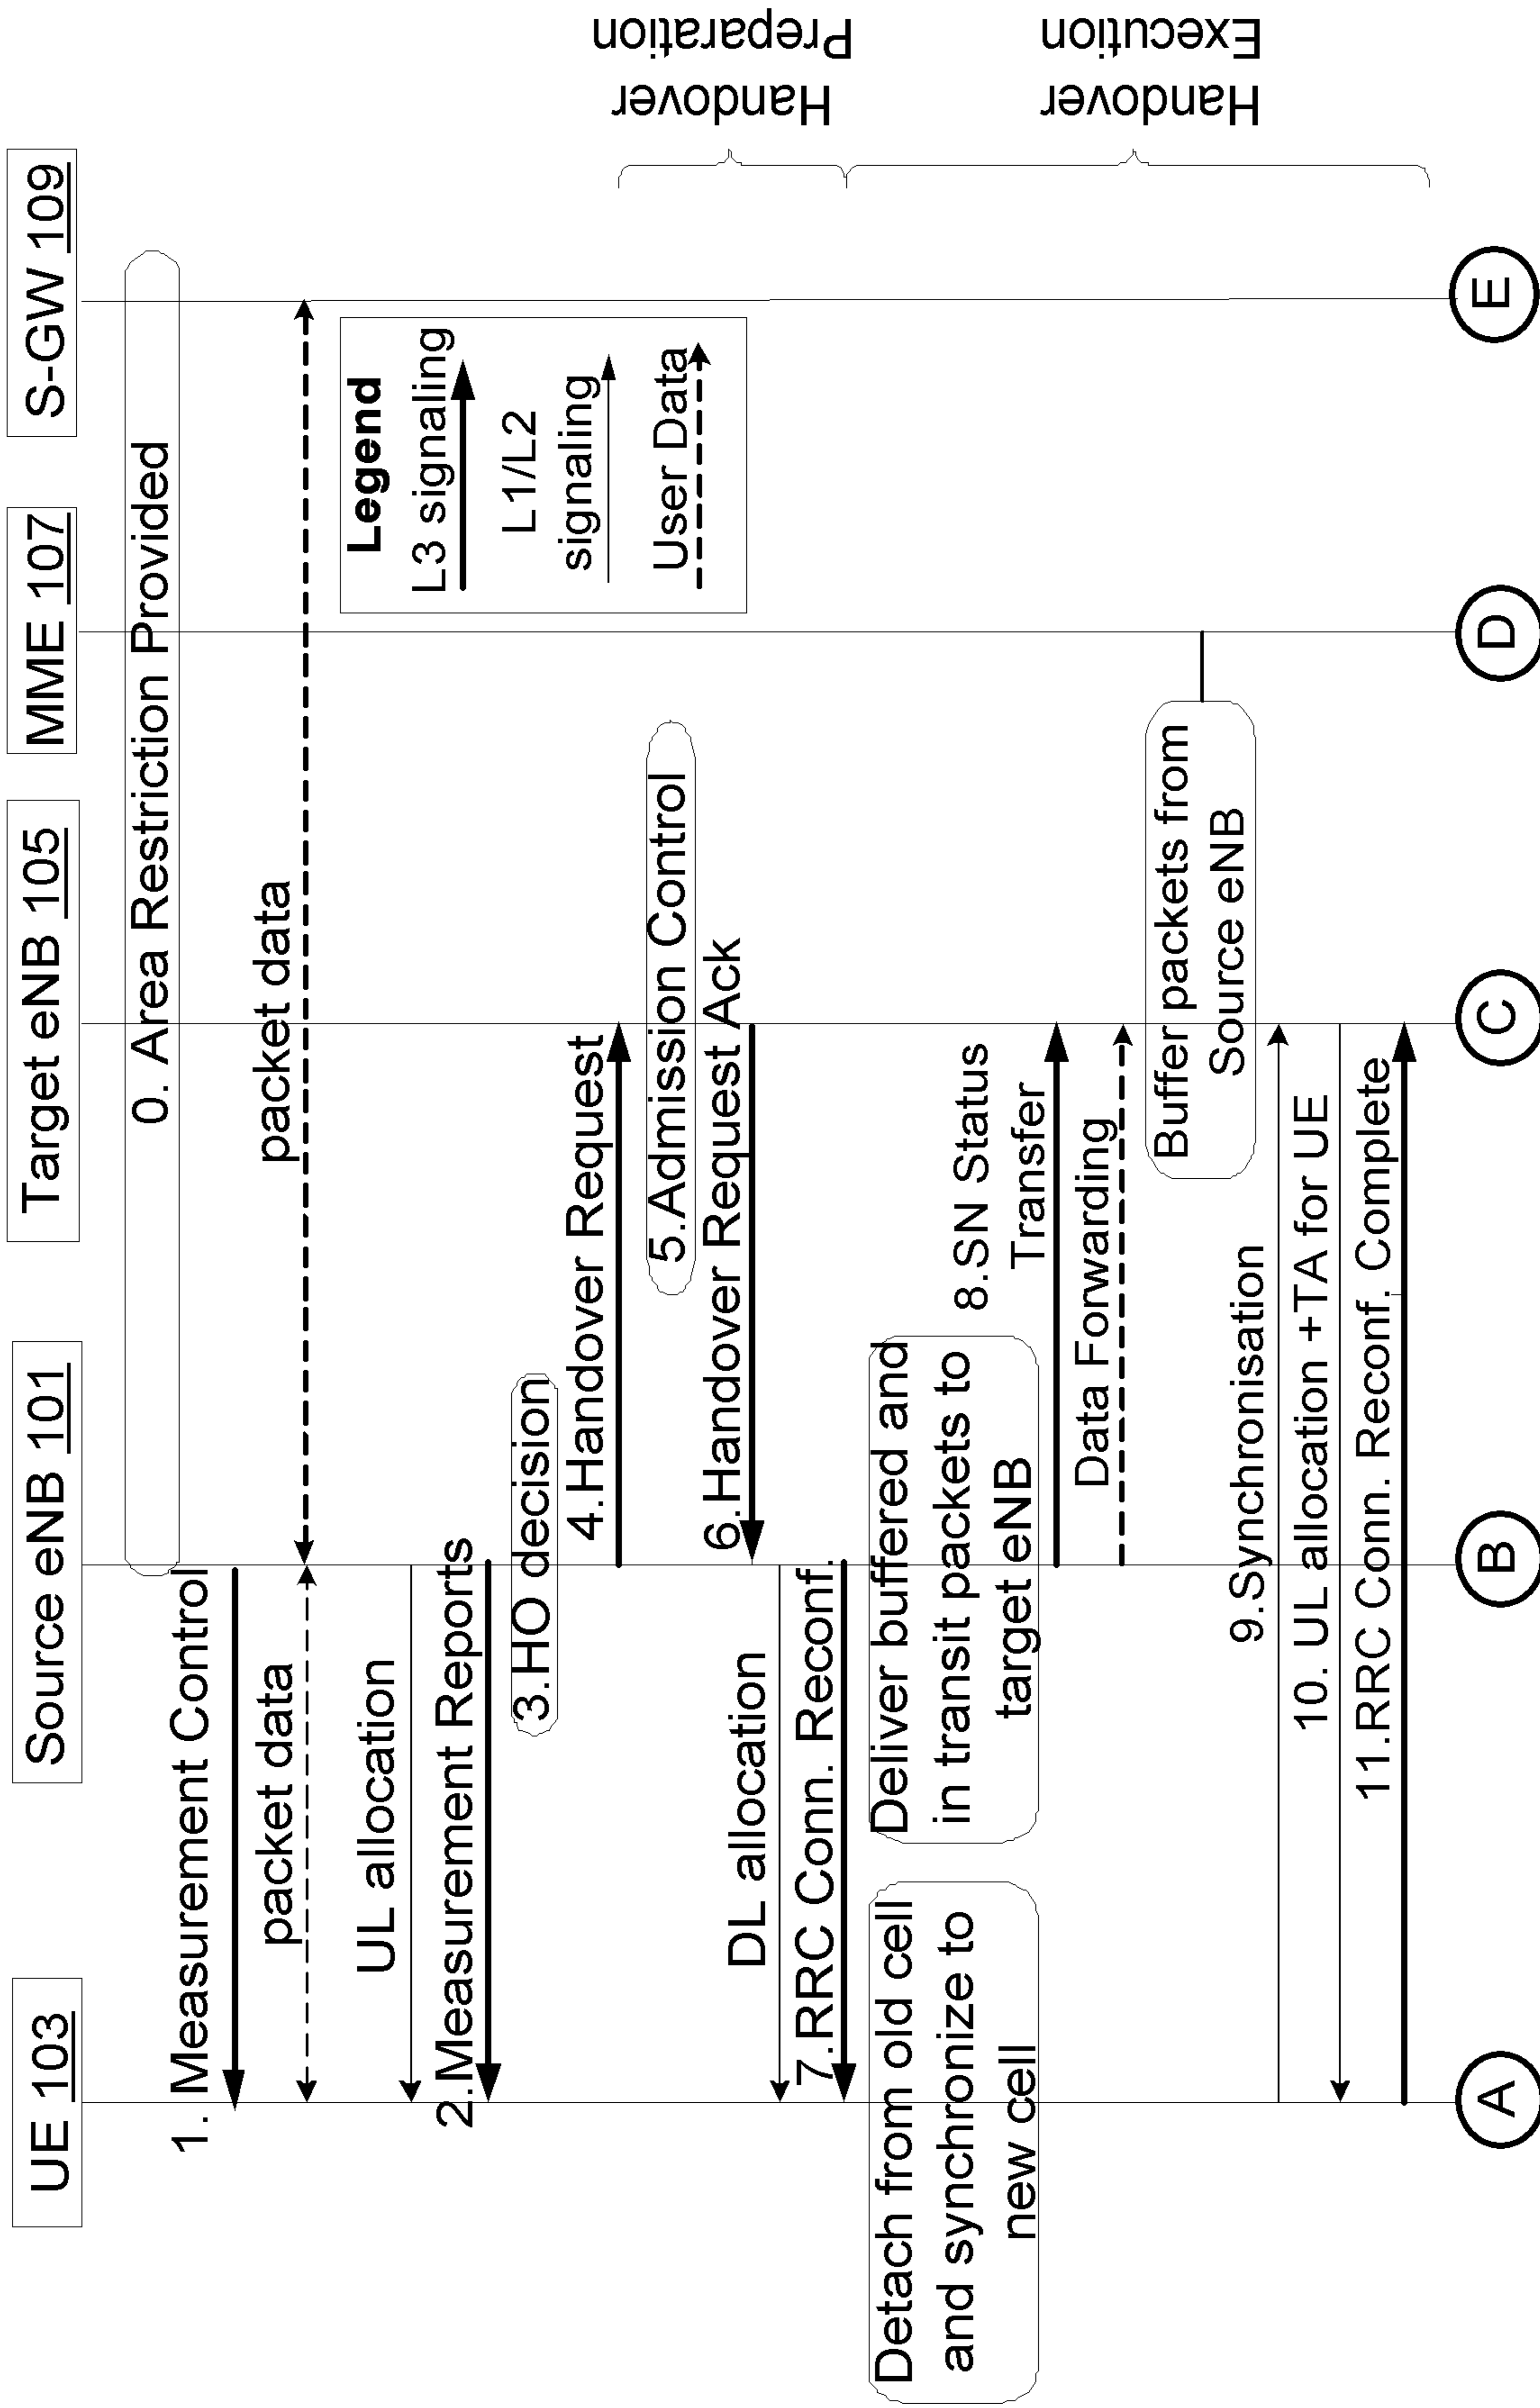 UE 103
Source eNB 101
Target eNB 105
MME 107
S-GW 109
0. Area Restriction Provided
1. Measurement Control
packet data
packet data
Legend
L3 signaling
L1/L2
signaling
User Data
UL allocation
2.Measurement Reports
3.HO decision
4.Handover Request
5.Admission Control
6.Handover Request Ack
DL allocation
7.RRC Conn. Reconf.
Handover
Preparation
Detach from old cell
and synchronize to
new cell
Deliver buffered and
in transit packets to
target eNB
8.SN Status
Transfer
Data Forwarding
Buffer packets from
Source eNB
9.Synchronisation
10. UL allocation +TA for UE
11.RRC Conn. Reconf. Complete
Handover
Execution
A
B
C
D
E